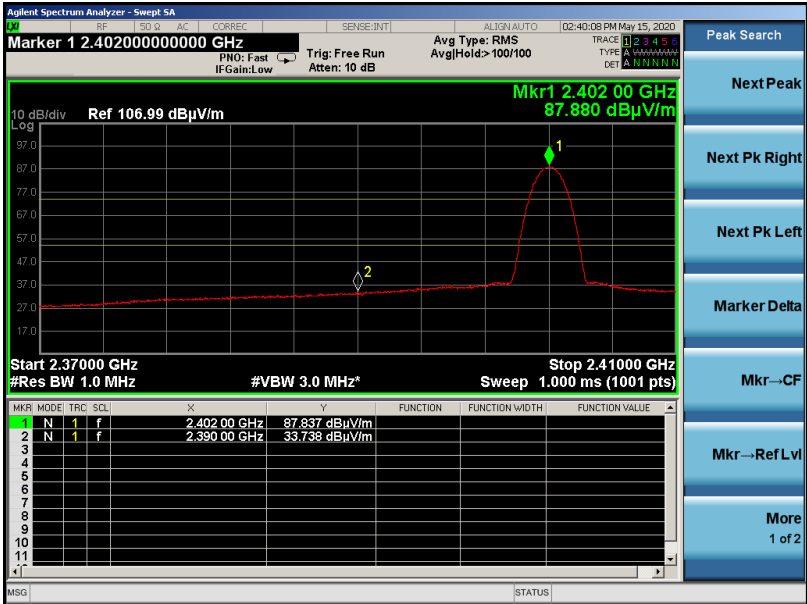 Agilent Spectrum Analyzer - Swept SA
LXI RF 50 Ω AC CORREC SENSE:INT ALIGNAUTO 02:40:08 PM May 15, 2020
Marker 1 2.402000000000 GHz
PNO: Fast
IFGain:Low
Trig: Free Run
Atten: 10 dB
Avg Type: RMS
Avg|Hold:>100/100
TRACE 1 2 3 4 5 6
TYPE A WWWWW
DET A N N N N N
Mkr1 2.402 00 GHz
87.880 dBµV/m
10 dB/div Ref 106.99 dBµV/m
Log
97.0
87.0
77.0
67.0
57.0
47.0
37.0
27.0
17.0
1
2
Start 2.37000 GHz Stop 2.41000 GHz
#Res BW 1.0 MHz #VBW 3.0 MHz* Sweep 1.000 ms (1001 pts)
MKR MODE TRC SCL X Y FUNCTION FUNCTION WIDTH FUNCTION VALUE
1 N 1 f 2.402 00 GHz 87.837 dBµV/m
2 N 1 f 2.390 00 GHz 33.738 dBµV/m
3
4
5
6
7
8
9
10
11
MSG STATUS
Peak Search
Next Peak
Next Pk Right
Next Pk Left
Marker Delta
Mkr→CF
Mkr→Ref Lvl
More
1 of 2